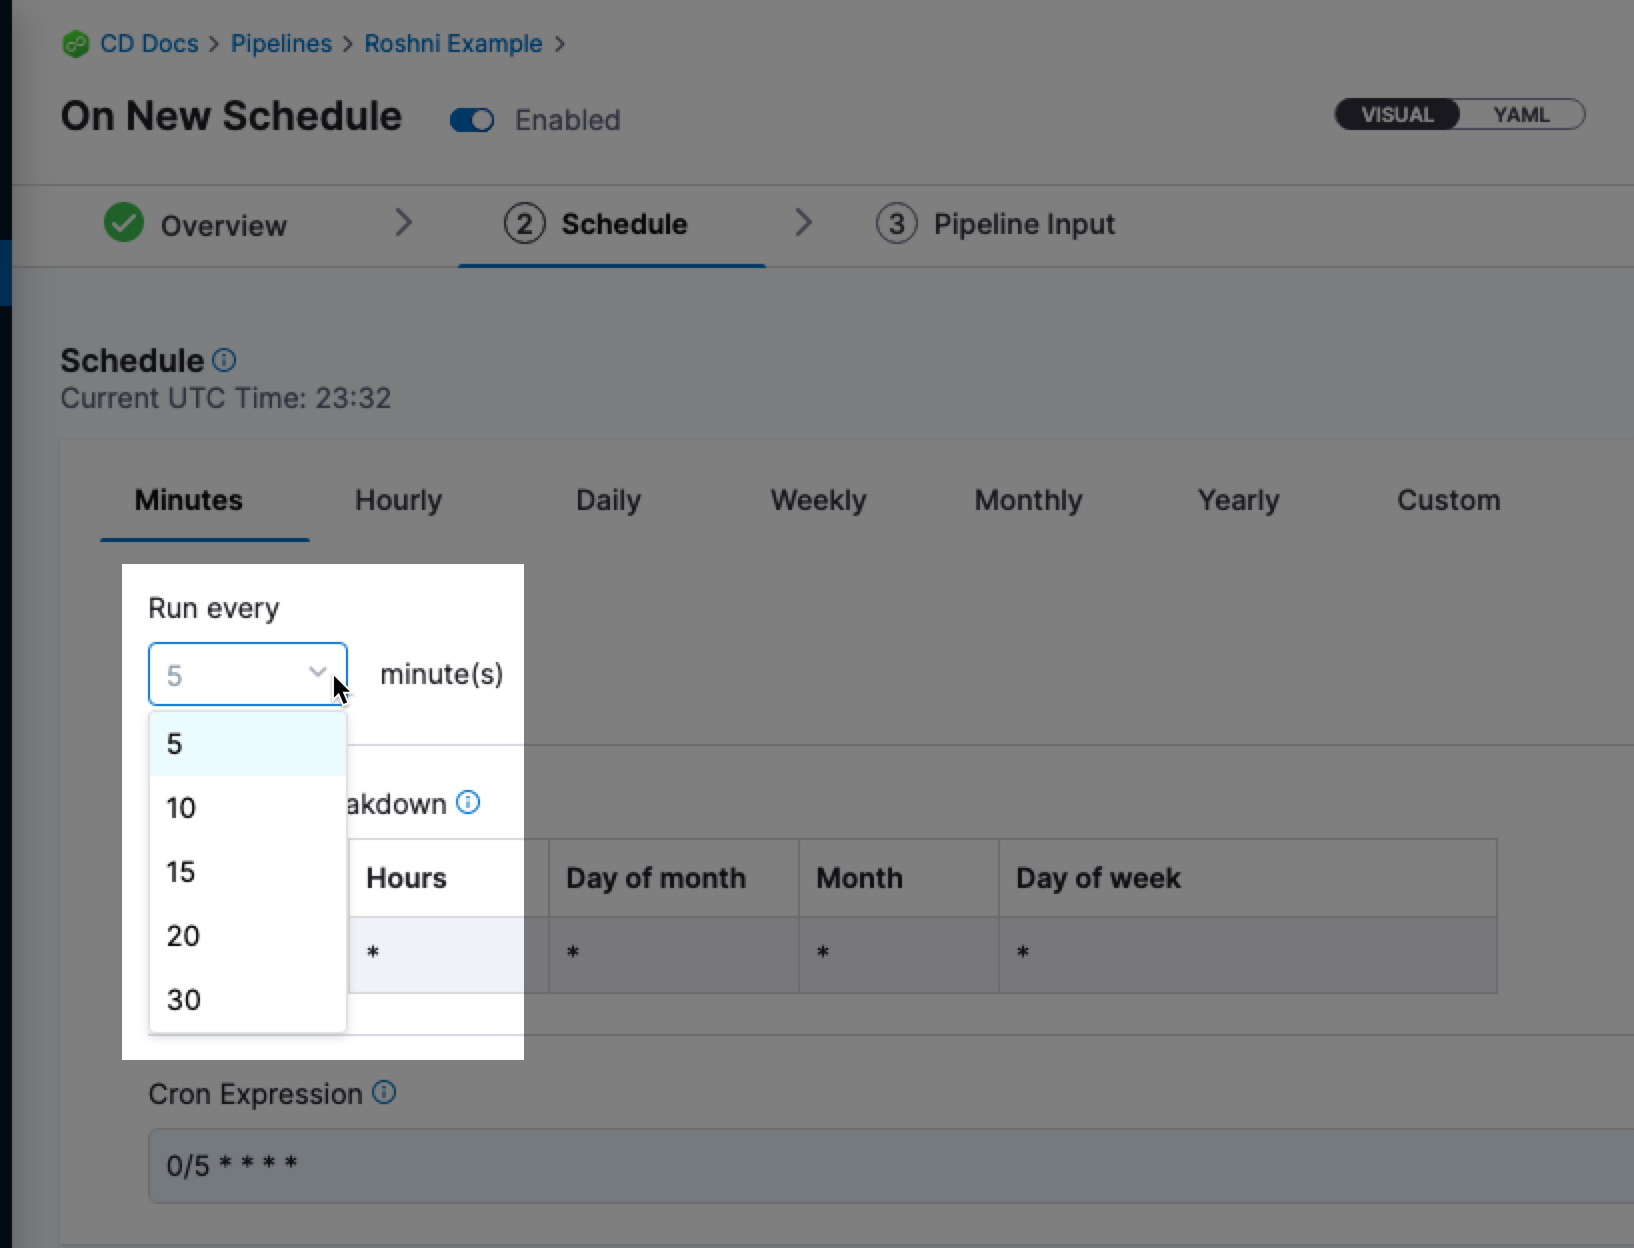 CD Docs > Pipelines > Roshni Example >
On New Schedule Enabled VISUAL YAML
Overview > 2 Schedule > 3 Pipeline Input
Schedule
Current UTC Time: 23:32
Minutes Hourly Daily Weekly Monthly Yearly Custom
Run every
5 minute(s)
5
10
15
20
30
akdown
Hours Day of month Month Day of week
* * * *
Cron Expression
0/5 * * * *